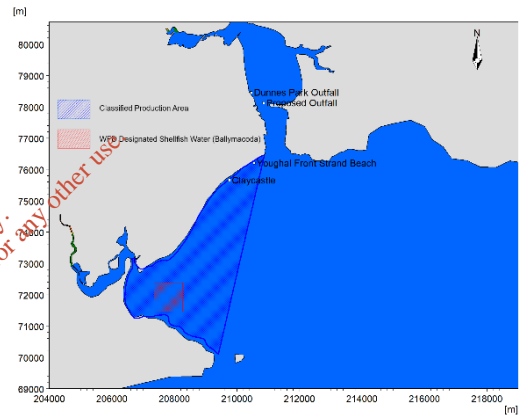 [m]
80000
N
79000
Dunnes Park Outfall
Proposed Outfall
78000
Classified Production Area
77000
WFD Designated Shellfish Water (Ballymacoda)
76000
Youghal Front Strand Beach
Claycastle
75000
y.
or any other use
74000
73000
72000
71000
70000
69000
204000
206000
208000
210000
212000
214000
216000
218000
[m]